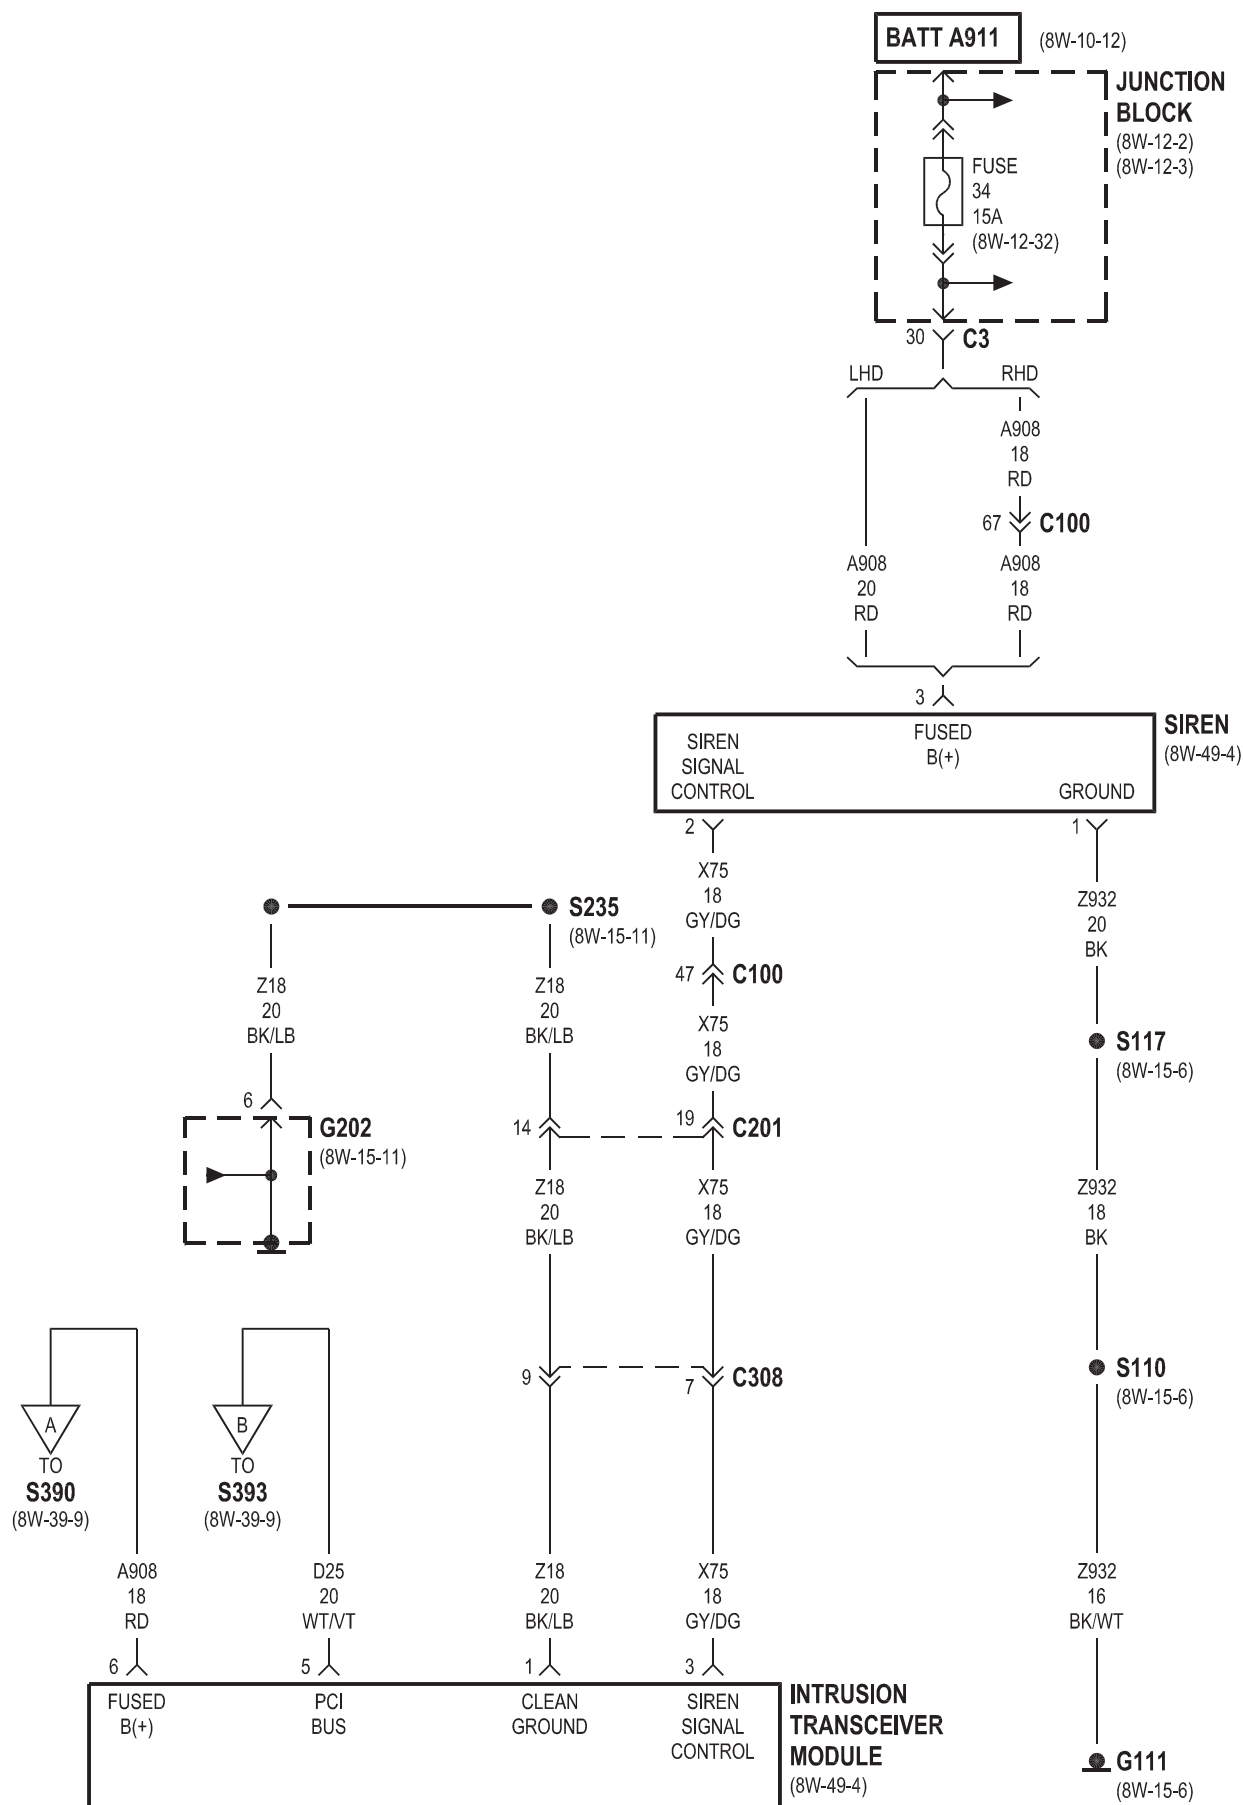 BATT A911 (8W-10-12)
JUNCTION
BLOCK
(8W-12-2)
(8W-12-3)
FUSE
34
15A
(8W-12-32)
30 C3
LHD RHD
A908
18
RD
67 C100
A908
20
RD
A908
18
RD
3
SIREN
(8W-49-4)
SIREN
SIGNAL
CONTROL
FUSED
B(+)
GROUND
2
1
X75
18
GY/DG
Z932
20
BK
S235
(8W-15-11)
47 C100
Z18
20
BK/LB
Z18
20
BK/LB
X75
18
GY/DG
S117
(8W-15-6)
6
G202
(8W-15-11)
14
19 C201
Z18
20
BK/LB
X75
18
GY/DG
Z932
18
BK
9
7 C308
S110
(8W-15-6)
A
TO
S390
(8W-39-9)
B
TO
S393
(8W-39-9)
A908
18
RD
D25
20
WT/VT
Z18
20
BK/LB
X75
18
GY/DG
Z932
16
BK/WT
6
5
1
3
FUSED
B(+)
PCI
BUS
CLEAN
GROUND
SIREN
SIGNAL
CONTROL
INTRUSION
TRANSCEIVER
MODULE
(8W-49-4)
G111
(8W-15-6)